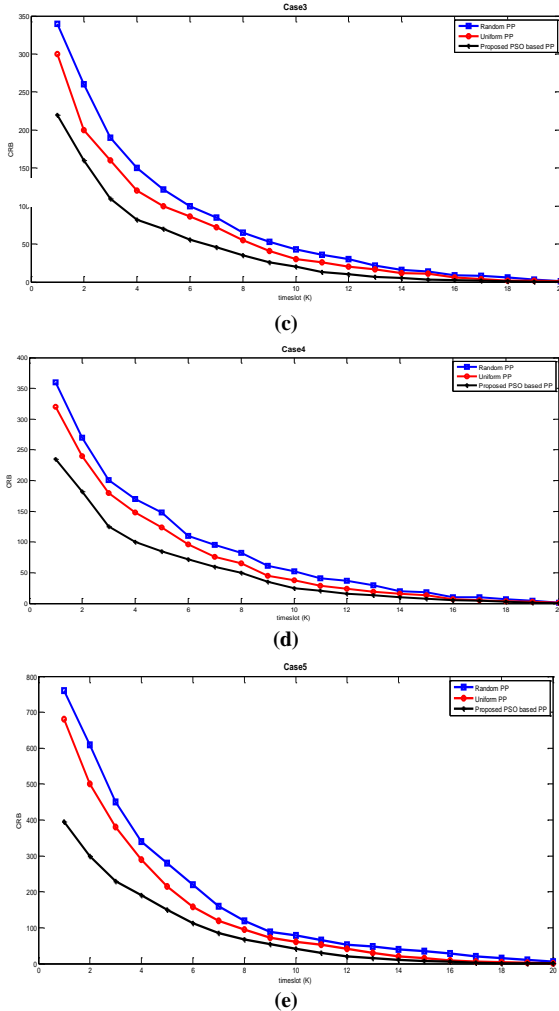 Case3
350
300
250
200
150
10
50
0
CRB
0 2 4 6 8 10 12 14 16 18 2
timeslot (K)
Random PP
Uniform PP
Proposed PSO based PP
(c)
Case4
400
350
300
250
200
150
100
50
0
CRB
0 2 4 6 8 10 12 14 16 18 20
timeslot (K)
Random PP
Uniform PP
Proposed PSO based PP
(d)
Case5
800
700
600
500
400
300
200
100
0
CRB
0 2 4 6 8 10 12 14 16 18 20
timeslot (K)
Random PP
Uniform PP
Proposed PSO based PP
(e)